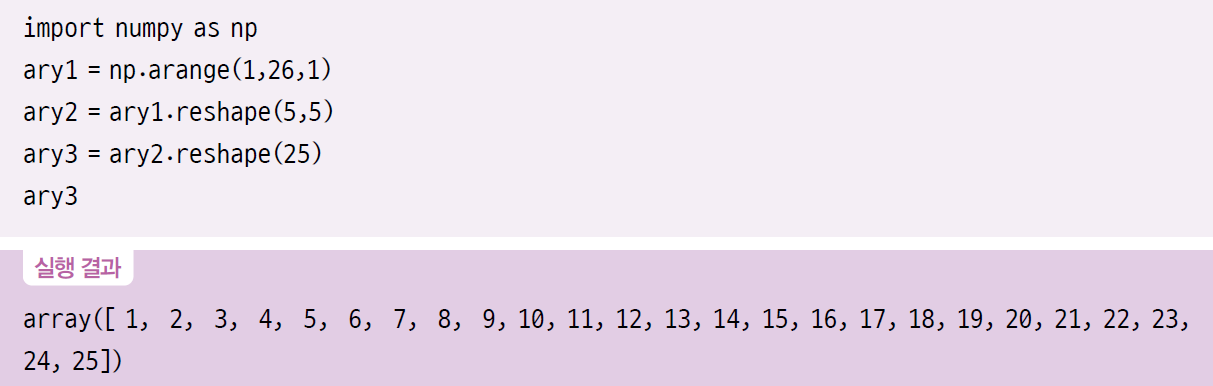 import numpy as np
ary1 = np.arange(1,26,1)
ary2 = ary1.reshape(5,5)
ary3 = ary2.reshape(25)
ary3
실행 결과
array([ 1, 2, 3, 4, 5, 6, 7, 8, 9, 10, 11, 12, 13, 14, 15, 16, 17, 18, 19, 20, 21, 22, 23,
24, 25])